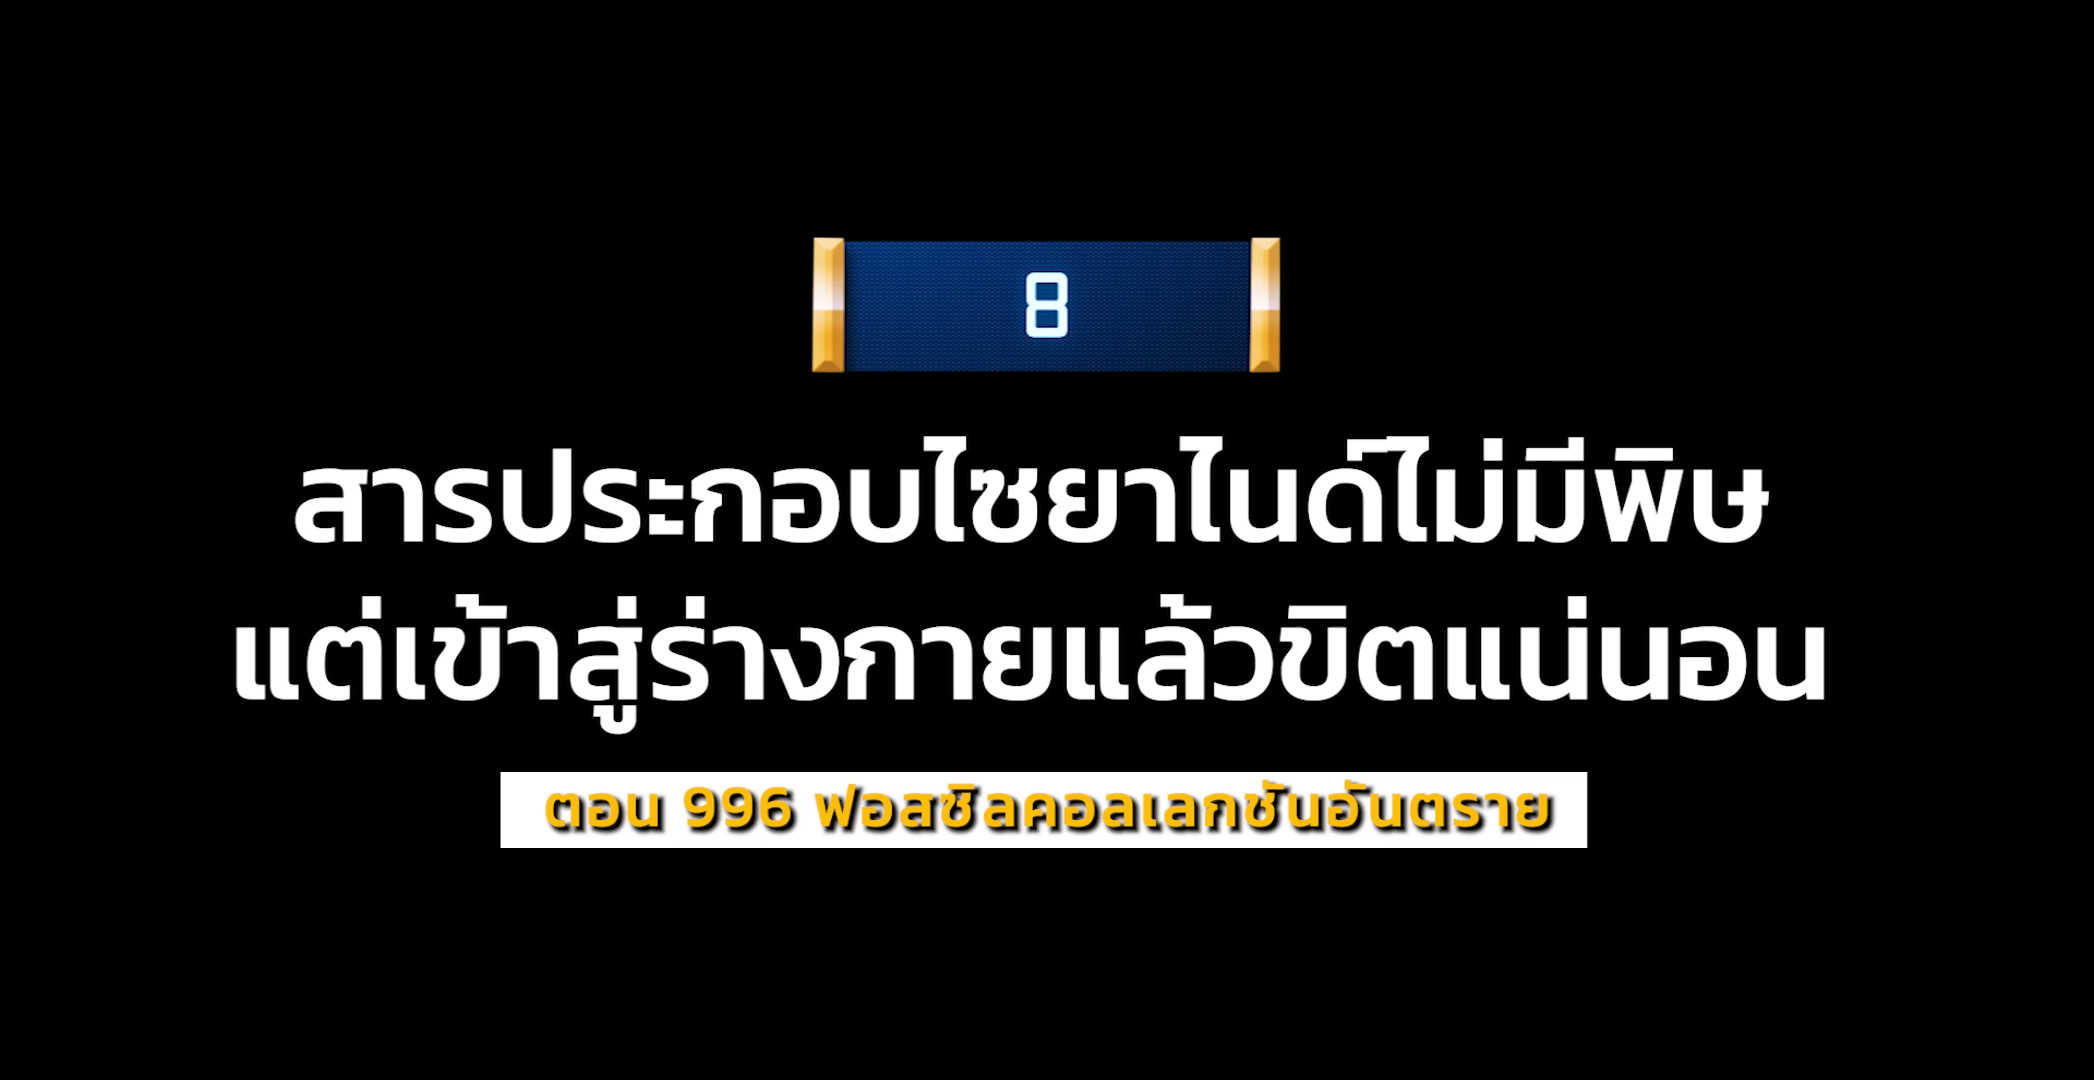 8
สารประกอบไซยาไนด์ไม่มีพิษ
แต่เข้าสู่ร่างกายแล้วขิตแน่นอน
ตอน 996 ฟอสซิลคอลเลกชันอันตราย